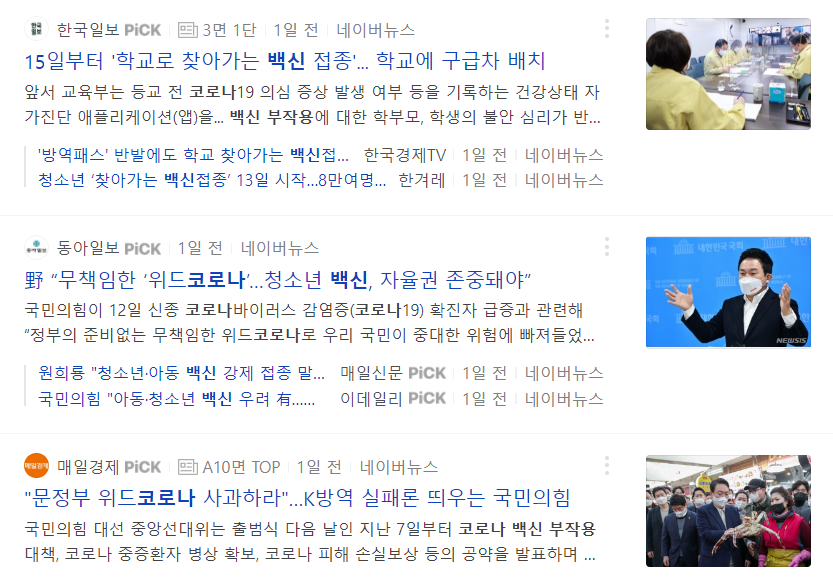 한국일보 한국일보 PiCK 3면 1단 1일 전 네이버뉴스
15일부터 '학교로 찾아가는 백신 접종'... 학교에 구급차 배치
앞서 교육부는 등교 전 코로나19 의심 증상 발생 여부 등을 기록하는 건강상태 자
가진단 애플리케이션(앱)을... 백신 부작용에 대한 학부모, 학생의 불안 심리가 반...
'방역패스' 반발에도 학교 찾아가는 백신접... 한국경제TV 1일 전 네이버뉴스
청소년 ‘찾아가는 백신접종’ 13일 시작...8만여명... 한겨레 1일 전 네이버뉴스
동아일보 동아일보 PiCK 1일 전 네이버뉴스
野 “무책임한 ‘위드코로나’...청소년 백신, 자율권 존중돼야”
국민의힘이 12일 신종 코로나바이러스 감염증(코로나19) 확진자 급증과 관련해
“정부의 준비없는 무책임한 위드코로나로 우리 국민이 중대한 위험에 빠져들었...
대한민국국회
NEWSIS
원희룡 "청소년·아동 백신 강제 접종 말... 매일신문 PiCK 1일 전 네이버뉴스
국민의힘 "아동·청소년 백신 우려 有...... 이데일리 PiCK 1일 전 네이버뉴스
매일경제 매일경제 PiCK A10면 TOP 1일 전 네이버뉴스
"문정부 위드코로나 사과하라"...K방역 실패론 띄우는 국민의힘
국민의힘 대선 중앙선대위는 출범식 다음 날인 지난 7일부터 코로나 백신 부작용
대책, 코로나 중증환자 병상 확보, 코로나 피해 손실보상 등의 공약을 발표하며 ...